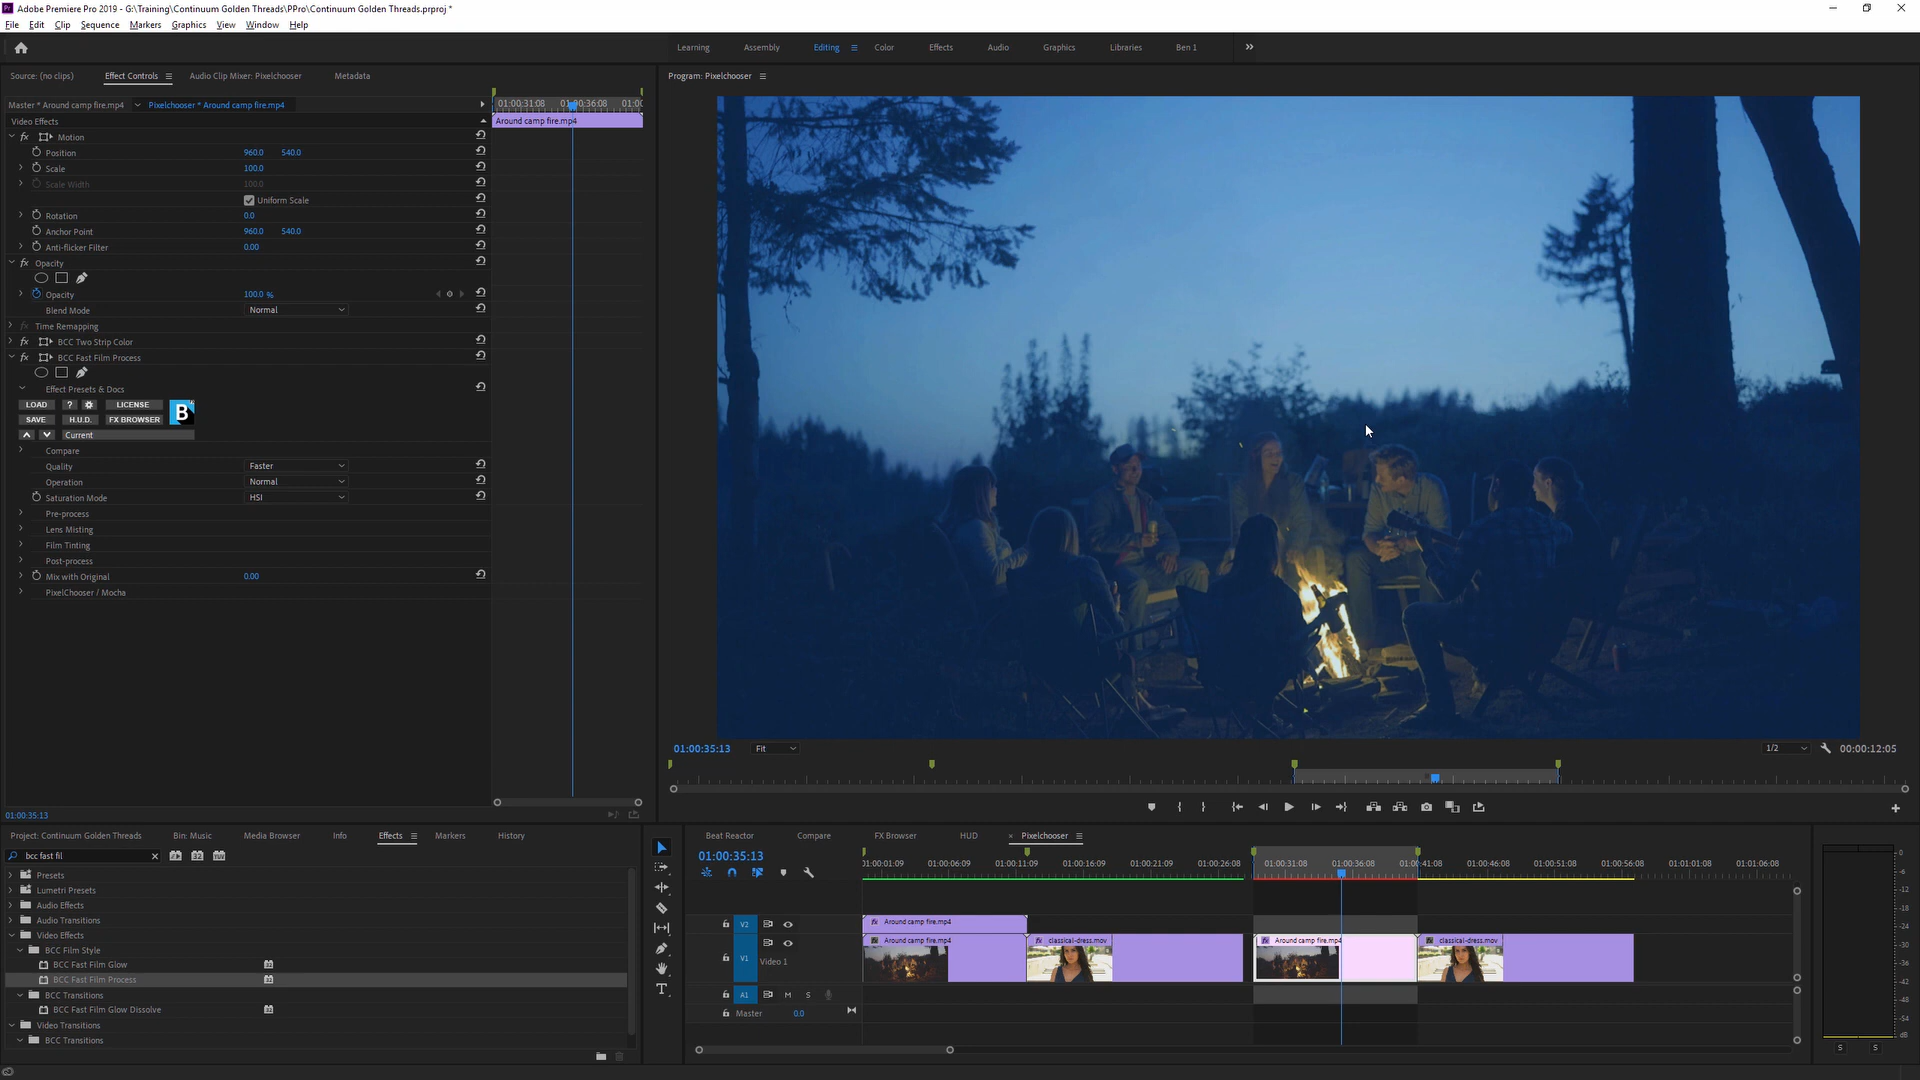 Adobe Premiere Pro 2019 - G:\Training\Continuum Golden Threads\PPro\Continuum Golden Threads.prproj *
File Edit Clip Sequence Markers Graphics View Window Help
Learning Assembly Editing Color Effects Audio Graphics Libraries Ben 1
Source: (no clips) Effect Controls Audio Clip Mixer: Pixelchooser Metadata
Program: Pixelchooser
Master * Around camp fire.mp4 Pixelchooser * Around camp fire.mp4
01:00:31:08 01:00:36:08 01:00
Video Effects
Around camp fire.mp4
fx Motion
Position 960.0 540.0
Scale 100.0
Scale Width 100.0
Uniform Scale
Rotation 0.0
Anchor Point 960.0 540.0
Anti-flicker Filter 0.00
fx Opacity
Opacity 100.0 %
Blend Mode Normal
fx Time Remapping
fx BCC Two Strip Color
fx BCC Fast Film Process
Effect Presets & Docs
LOAD ? LICENSE
B
SAVE H.U.D. FX BROWSER
Current
Compare
Quality Faster
Operation Normal
Saturation Mode HSI
Pre-process
Lens Misting
Film Tinting
Post-process
Mix with Original 0.00
PixelChooser / Mocha
01:00:35:13 Fit 1/2 00:00:12:05
01:00:35:13
Project: Continuum Golden Threads Bin: Music Media Browser Info Effects Markers History
bcc fast fil
Presets
Lumetri Presets
Audio Effects
Audio Transitions
Video Effects
BCC Film Style
BCC Fast Film Glow
BCC Fast Film Process
BCC Transitions
BCC Fast Film Glow Dissolve
Video Transitions
BCC Transitions
Beat Reactor Compare FX Browser HUD × Pixelchooser
01:00:35:13
01:00:01:09 01:00:06:09 01:00:11:09 01:00:16:09 01:00:21:09 01:00:26:08 01:00:31:08 01:00:36:08 01:00:41:08 01:00:46:08 01:00:51:08 01:00:56:08 01:01:01:08 01:01:06:08
V2
fx Around camp fire.mp4
V1 Video 1
fx Around camp fire.mp4 fx classical-dress.mov fx Around camp fire.mp4 fx classical-dress.mov
A1 M S
Master 0.0
0
-6
-12
-18
-24
-30
-36
-42
-48
-54
dB
S S